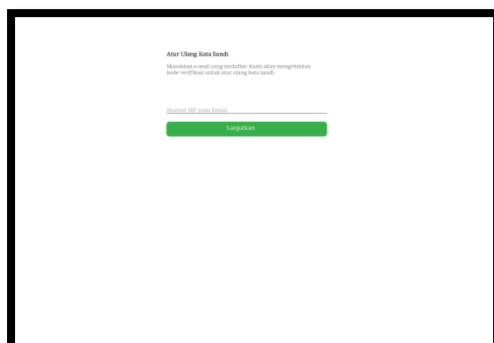 Atur Ulang Kata Sandi
Masukkan e-mail yang terdaftar. Kami akan mengirimkan
kode verifikasi untuk atur ulang kata sandi.
Nomor HP atau Email
Lanjutkan